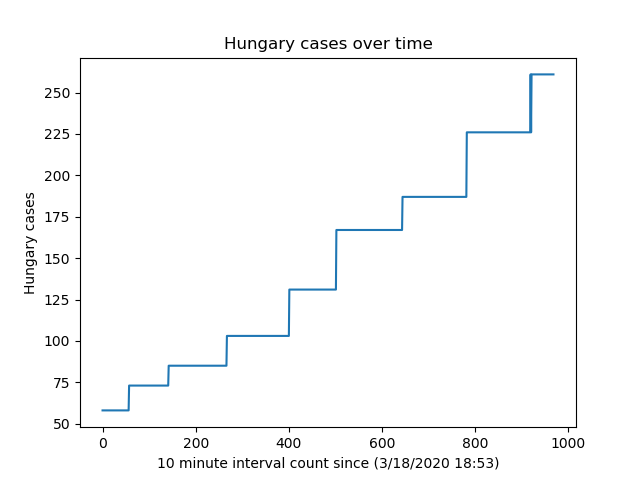 Hungary cases over time
Hungary cases
250
225
200
175
150
125
100
75
50
0 200 400 600 800 1000
10 minute interval count since (3/18/2020 18:53)